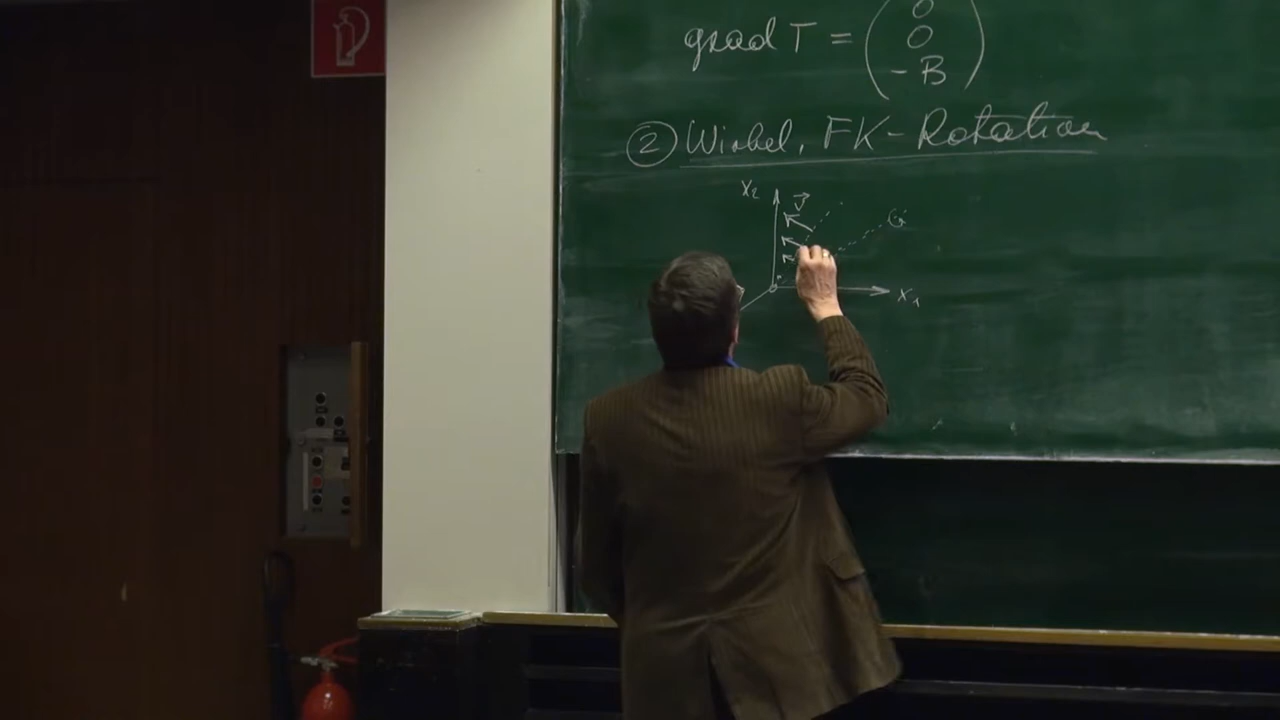 0
grad T = 0
- B
② Wirbel, FK-Rotation
x₂ v⃗
G
x₁